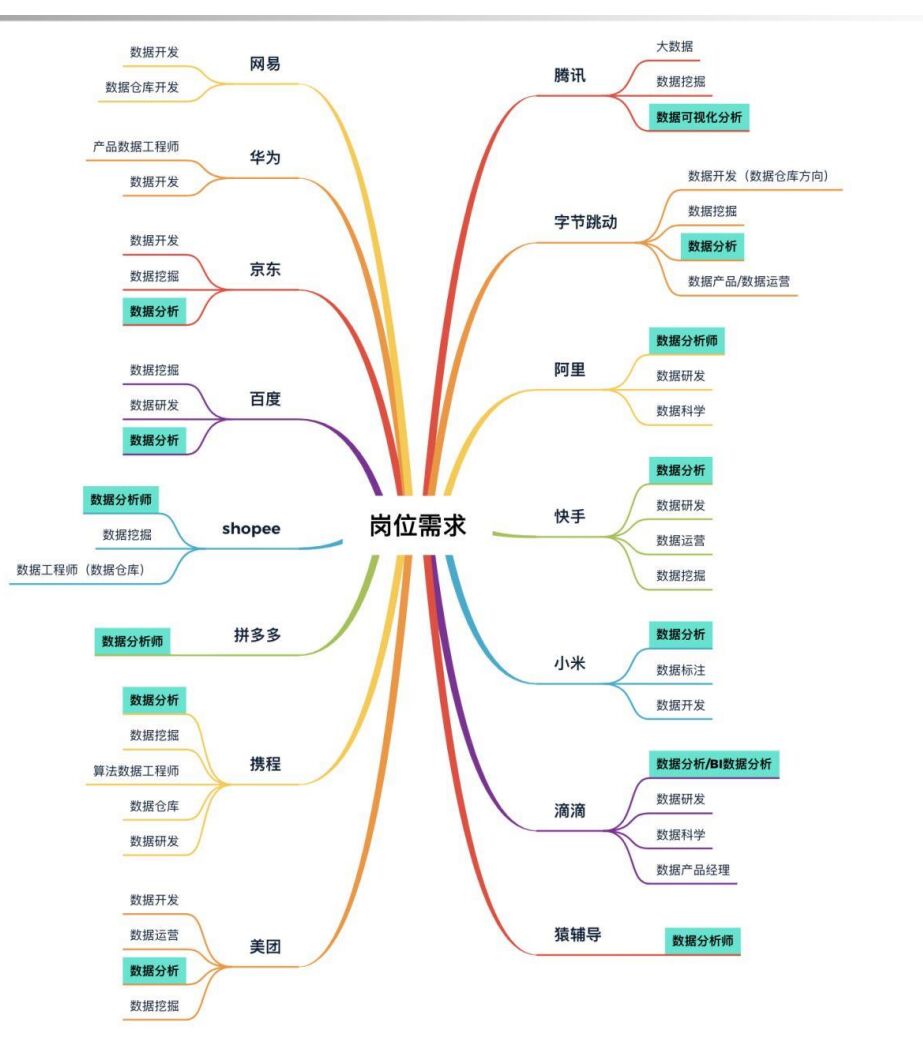 岗位需求
网易
数据开发
数据仓库开发
华为
产品数据工程师
数据开发
京东
数据开发
数据挖掘
数据分析
百度
数据挖掘
数据研发
数据分析
shopee
数据分析师
数据挖掘
数据工程师（数据仓库）
拼多多
数据分析师
携程
数据分析
数据挖掘
算法数据工程师
数据仓库
数据研发
美团
数据开发
数据运营
数据分析
数据挖掘
腾讯
大数据
数据挖掘
数据可视化分析
字节跳动
数据开发（数据仓库方向）
数据挖掘
数据分析
数据产品/数据运营
阿里
数据分析师
数据研发
数据科学
快手
数据分析
数据研发
数据运营
数据挖掘
小米
数据分析
数据标注
数据开发
滴滴
数据分析/BI数据分析
数据研发
数据科学
数据产品经理
猿辅导
数据分析师